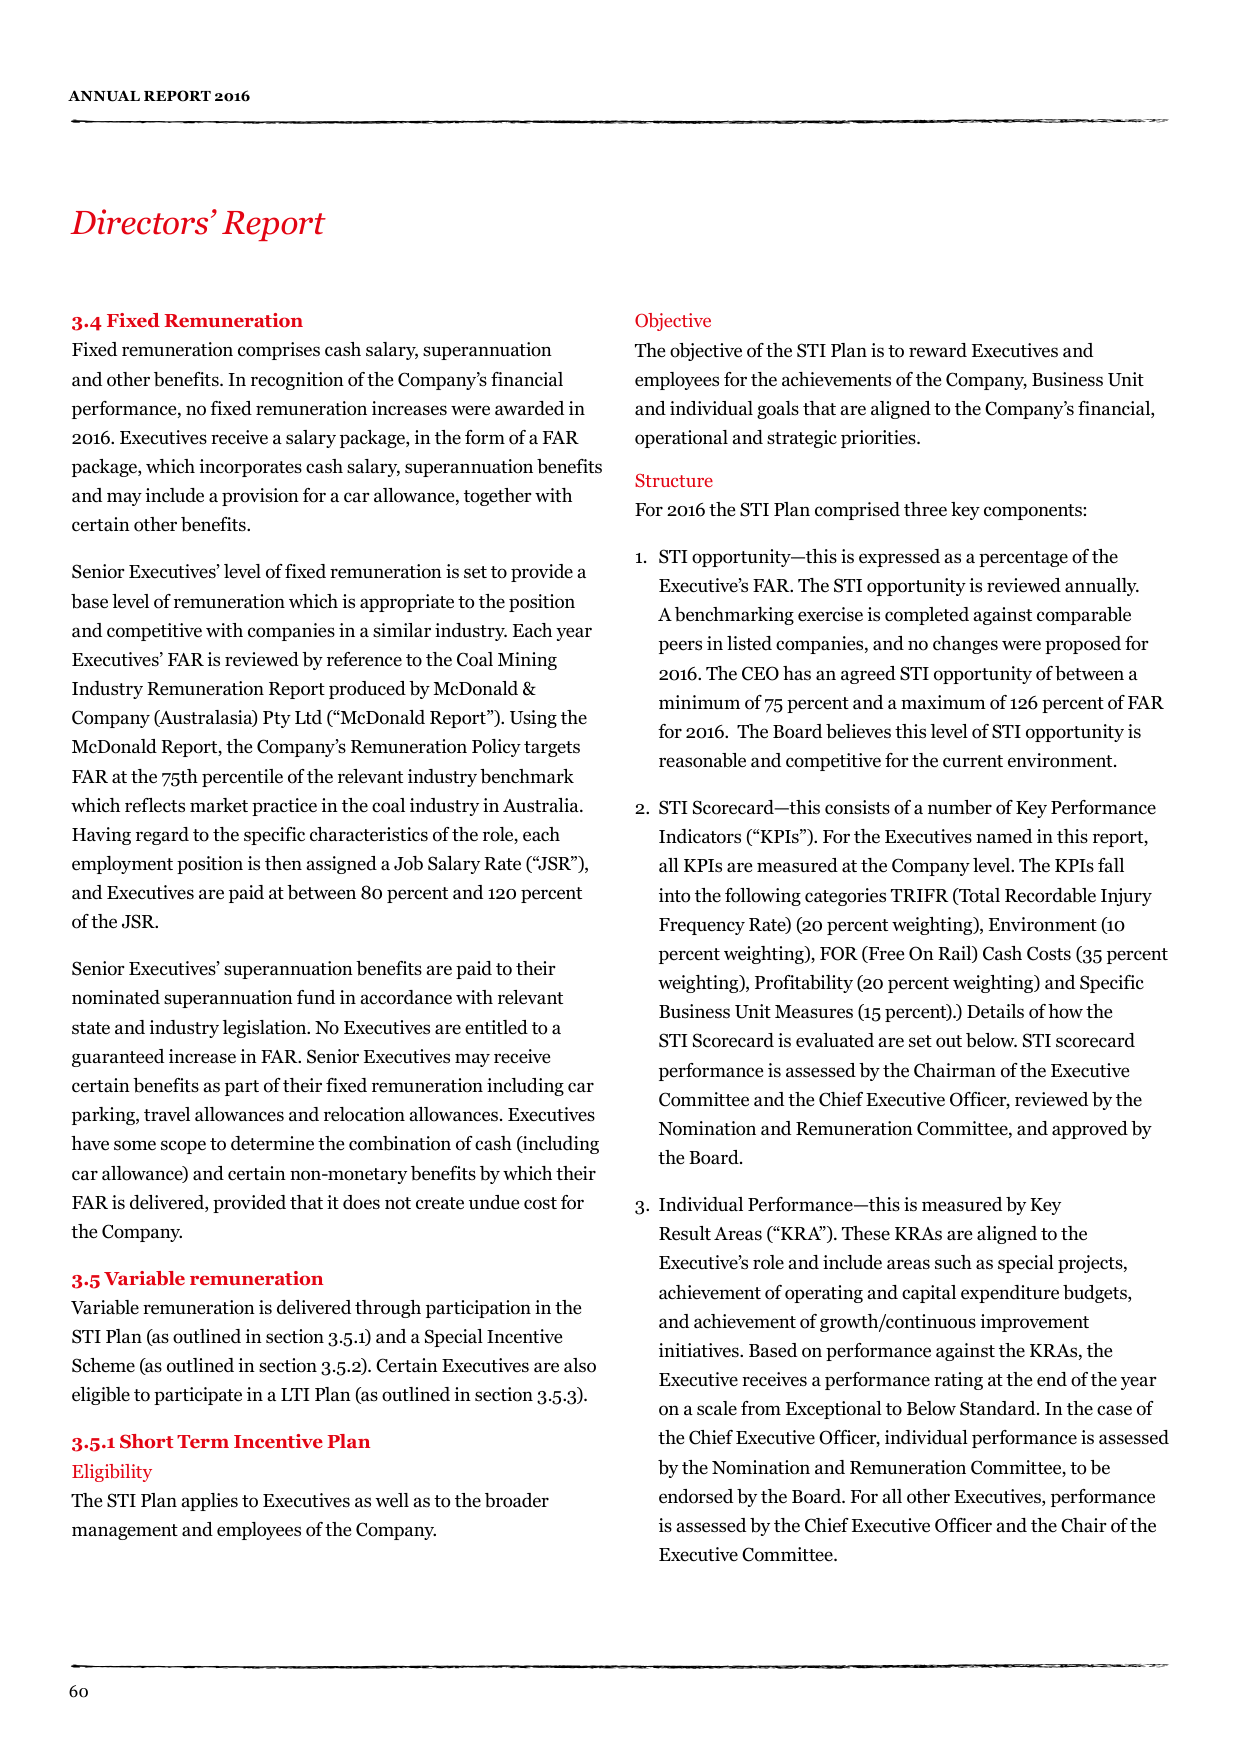 ANNUAL REPORT 2016
Directors’ Report
3.4 Fixed Remuneration
Fixed remuneration comprises cash salary, superannuation
and other benefits. In recognition of the Company’s financial
performance, no fixed remuneration increases were awarded in
2016. Executives receive a salary package, in the form of a FAR
package, which incorporates cash salary, superannuation benefits
and may include a provision for a car allowance, together with
certain other benefits.
Senior Executives’ level of fixed remuneration is set to provide a
base level of remuneration which is appropriate to the position
and competitive with companies in a similar industry. Each year
Executives’ FAR is reviewed by reference to the Coal Mining
Industry Remuneration Report produced by McDonald &
Company (Australasia) Pty Ltd (“McDonald Report”). Using the
McDonald Report, the Company’s Remuneration Policy targets
FAR at the 75th percentile of the relevant industry benchmark
which reflects market practice in the coal industry in Australia.
Having regard to the specific characteristics of the role, each
employment position is then assigned a Job Salary Rate (“JSR”),
and Executives are paid at between 80 percent and 120 percent
of the JSR.
Senior Executives’ superannuation benefits are paid to their
nominated superannuation fund in accordance with relevant
state and industry legislation. No Executives are entitled to a
guaranteed increase in FAR. Senior Executives may receive
certain benefits as part of their fixed remuneration including car
parking, travel allowances and relocation allowances. Executives
have some scope to determine the combination of cash (including
car allowance) and certain non-monetary benefits by which their
FAR is delivered, provided that it does not create undue cost for
the Company.
3.5 Variable remuneration
Variable remuneration is delivered through participation in the
STI Plan (as outlined in section 3.5.1) and a Special Incentive
Scheme (as outlined in section 3.5.2). Certain Executives are also
eligible to participate in a LTI Plan (as outlined in section 3.5.3).
3.5.1 Short Term Incentive Plan
Eligibility
The STI Plan applies to Executives as well as to the broader
management and employees of the Company.
Objective
The objective of the STI Plan is to reward Executives and
employees for the achievements of the Company, Business Unit
and individual goals that are aligned to the Company’s financial,
operational and strategic priorities.
Structure
For 2016 the STI Plan comprised three key components:
1. STI opportunity—this is expressed as a percentage of the
Executive’s FAR. The STI opportunity is reviewed annually.
A benchmarking exercise is completed against comparable
peers in listed companies, and no changes were proposed for
2016. The CEO has an agreed STI opportunity of between a
minimum of 75 percent and a maximum of 126 percent of FAR
for 2016.  The Board believes this level of STI opportunity is
reasonable and competitive for the current environment.
2. STI Scorecard—this consists of a number of Key Performance
Indicators (“KPIs”). For the Executives named in this report,
all KPIs are measured at the Company level. The KPIs fall
into the following categories TRIFR (Total Recordable Injury
Frequency Rate) (20 percent weighting), Environment (10
percent weighting), FOR (Free On Rail) Cash Costs (35 percent
weighting), Profitability (20 percent weighting) and Specific
Business Unit Measures (15 percent).) Details of how the
STI Scorecard is evaluated are set out below. STI scorecard
performance is assessed by the Chairman of the Executive
Committee and the Chief Executive Officer, reviewed by the
Nomination and Remuneration Committee, and approved by
the Board.
3. Individual Performance—this is measured by Key
Result Areas (“KRA”). These KRAs are aligned to the
Executive’s role and include areas such as special projects,
achievement of operating and capital expenditure budgets,
and achievement of growth/continuous improvement
initiatives. Based on performance against the KRAs, the
Executive receives a performance rating at the end of the year
on a scale from Exceptional to Below Standard. In the case of
the Chief Executive Officer, individual performance is assessed
by the Nomination and Remuneration Committee, to be
endorsed by the Board. For all other Executives, performance
is assessed by the Chief Executive Officer and the Chair of the
Executive Committee.
60